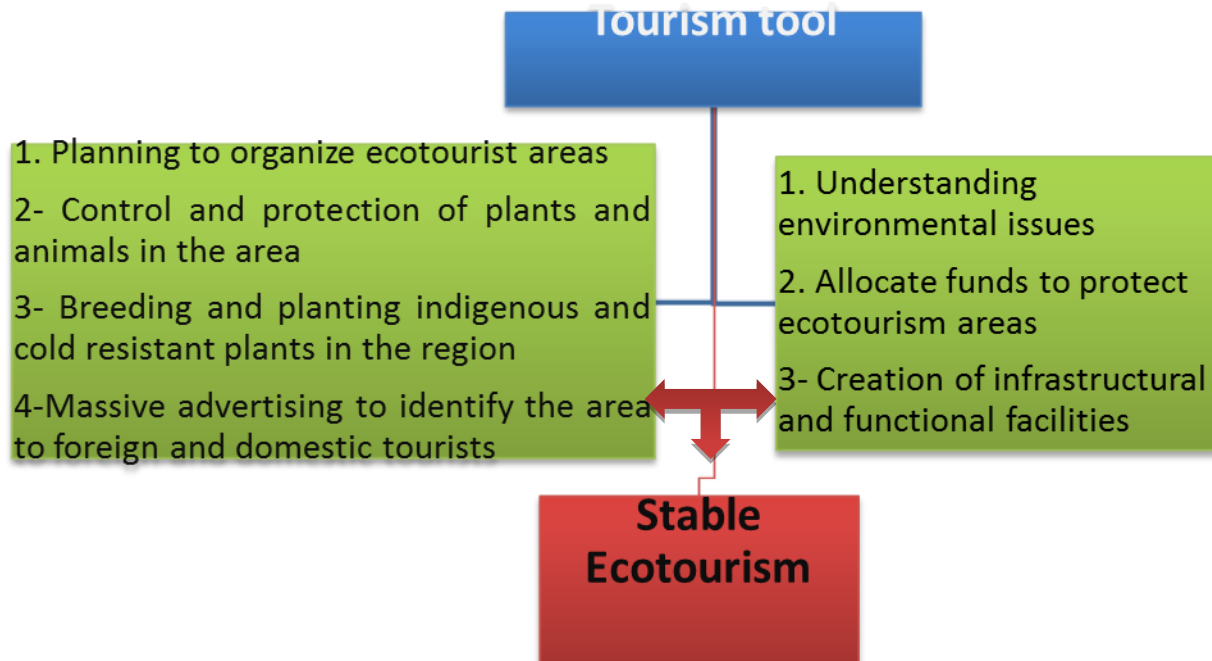 Tourism tool
1. Planning to organize ecotourist areas
2- Control and protection of plants and
animals in the area
3- Breeding and planting indigenous and
cold resistant plants in the region
4-Massive advertising to identify the area
to foreign and domestic tourists
1. Understanding
environmental issues
2. Allocate funds to protect
ecotourism areas
3- Creation of infrastructural
and functional facilities
Stable
Ecotourism